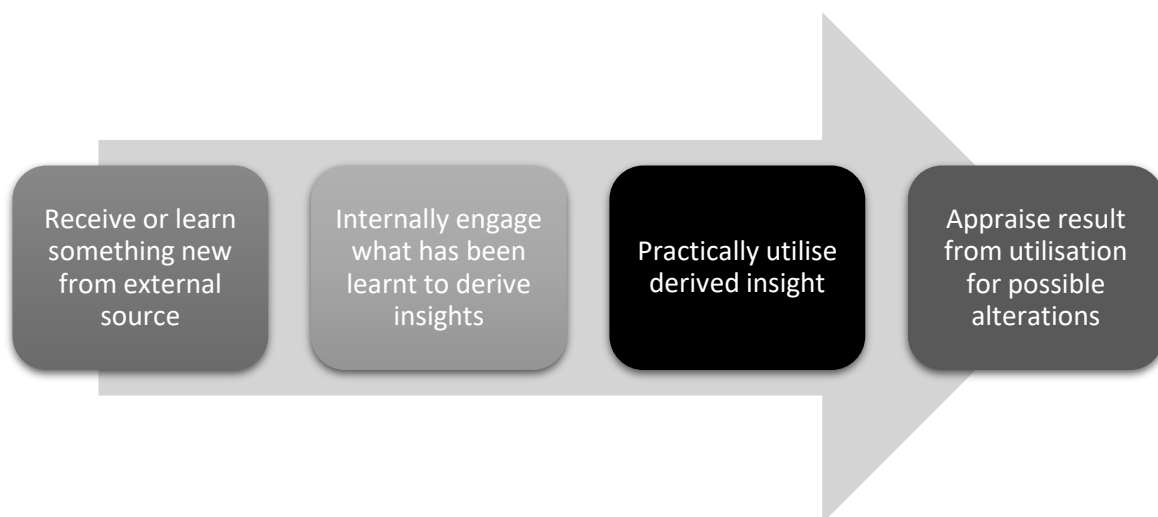 Receive or learn
something new
from external
source
Internally engage
what has been
learnt to derive
insights
Practically utilise
derived insight
Appraise result
from utilisation
for possible
alterations